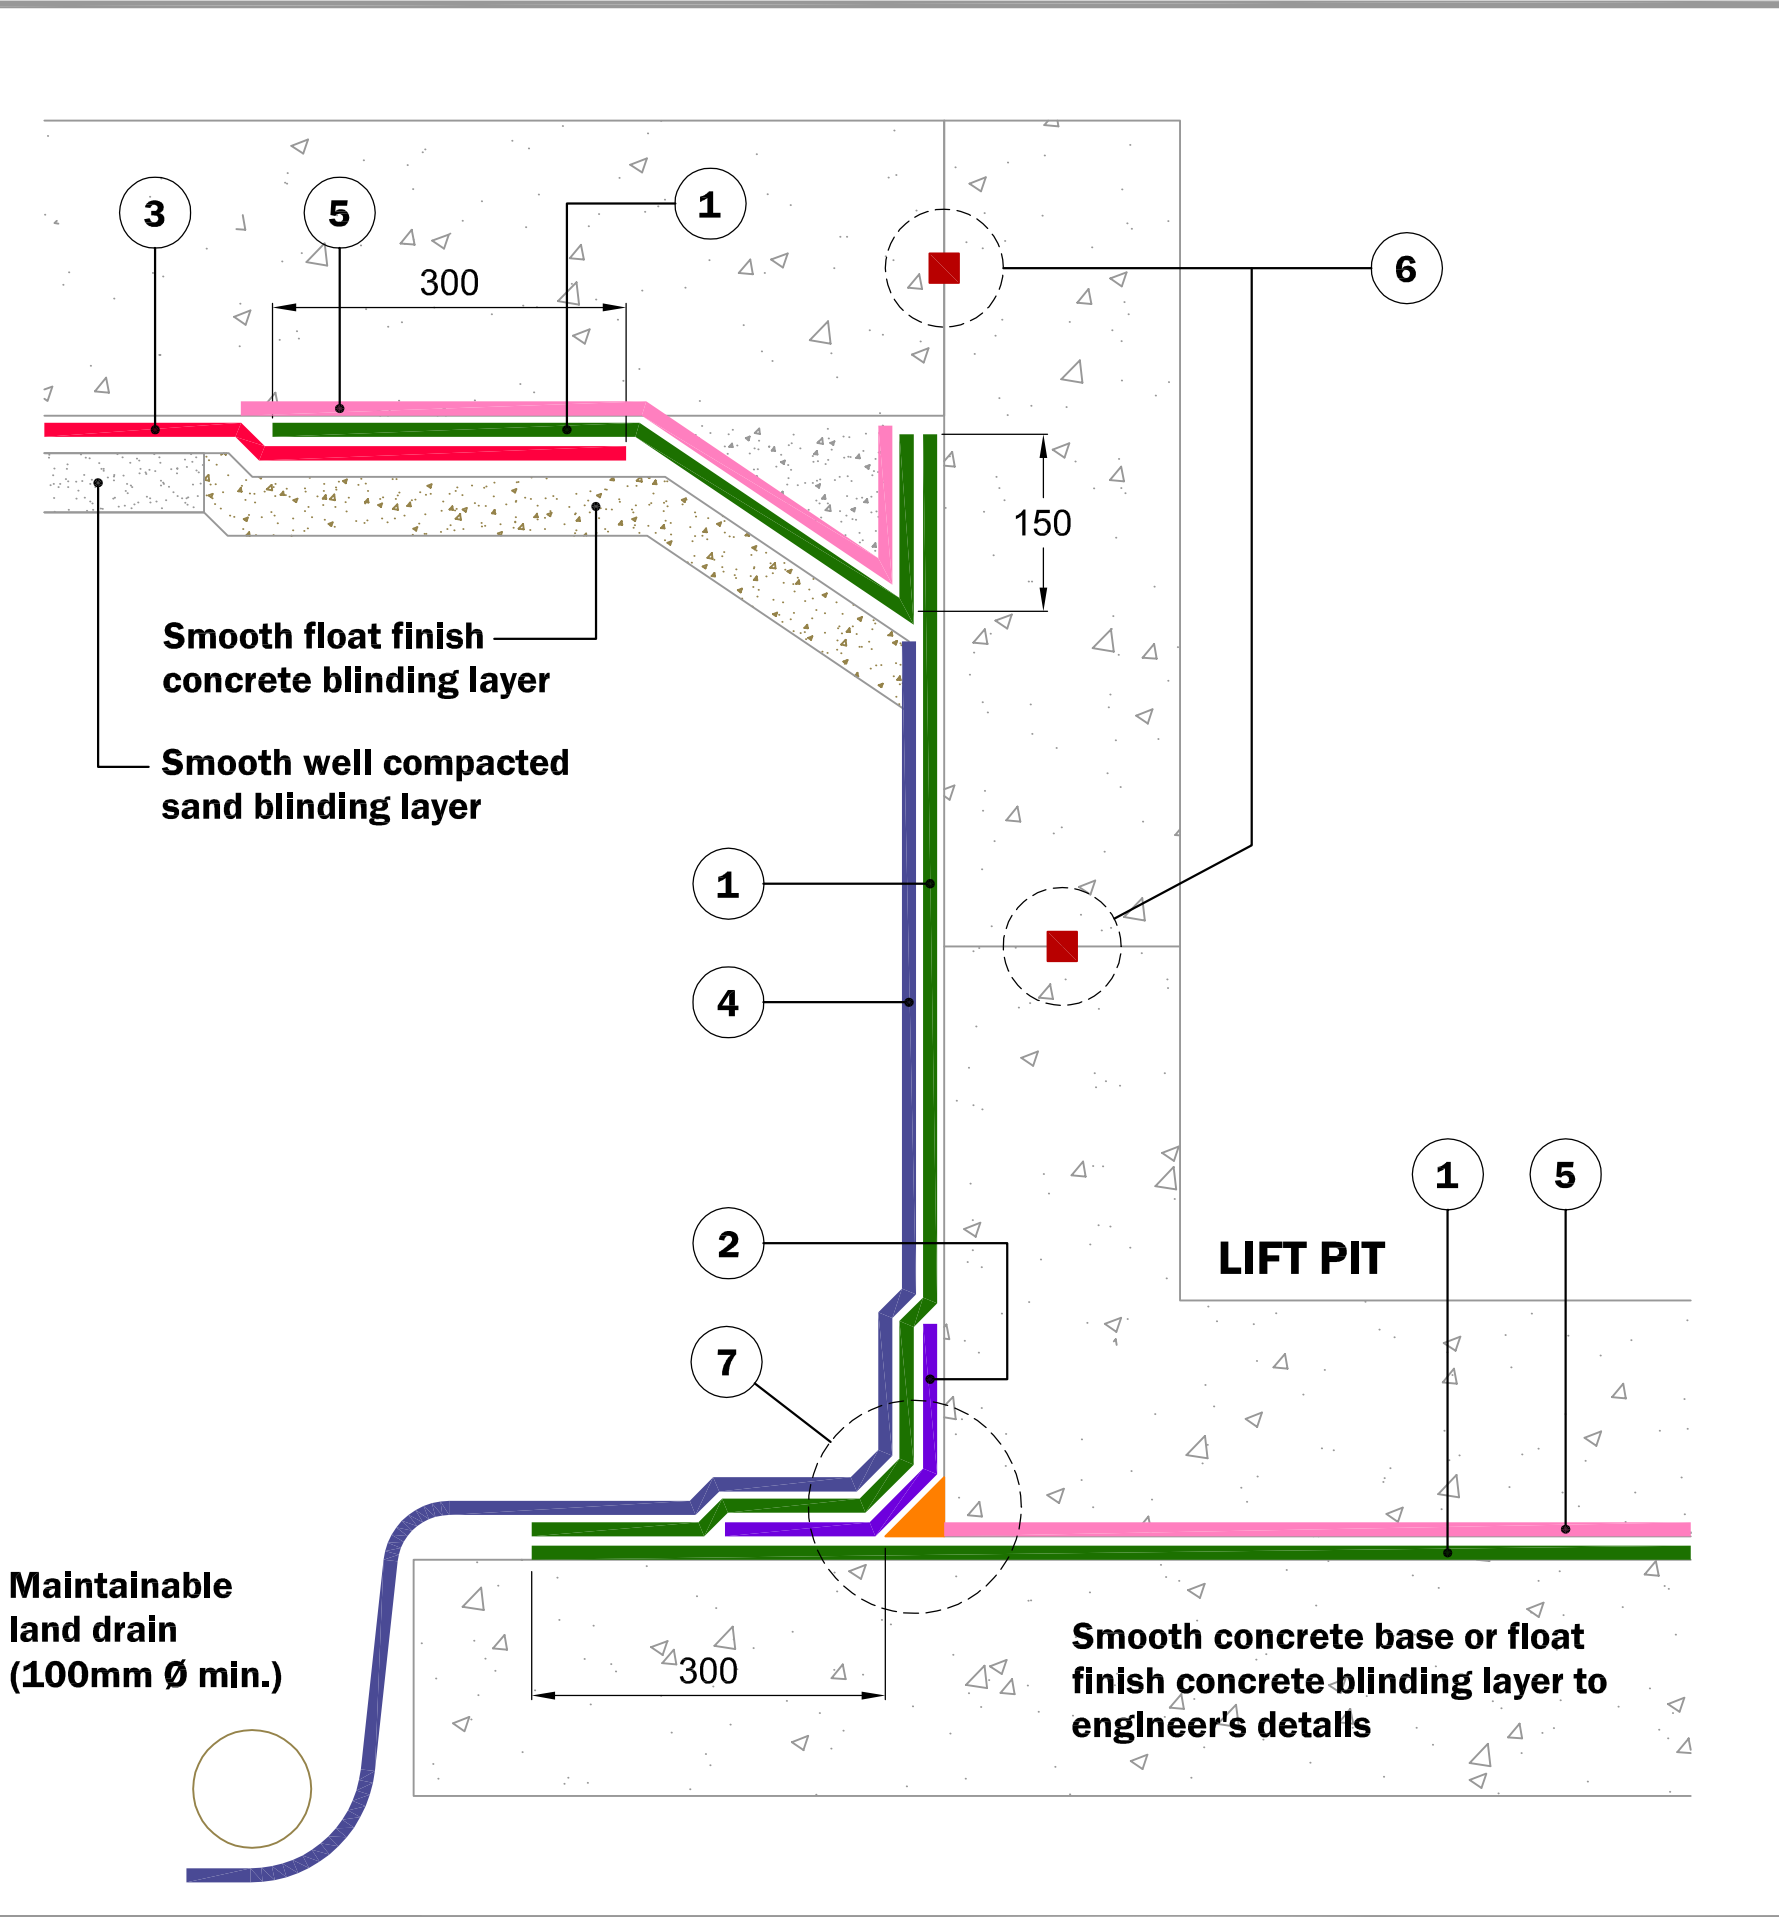 3
5
1
300
6
150
Smooth float finish
concrete blinding layer
Smooth well compacted
sand blinding layer
1
4
2
7
1
5
LIFT PIT
Maintainable
land drain
(100mm Ø min.)
300
Smooth concrete base or float
finish concrete blinding layer to
engineer's details